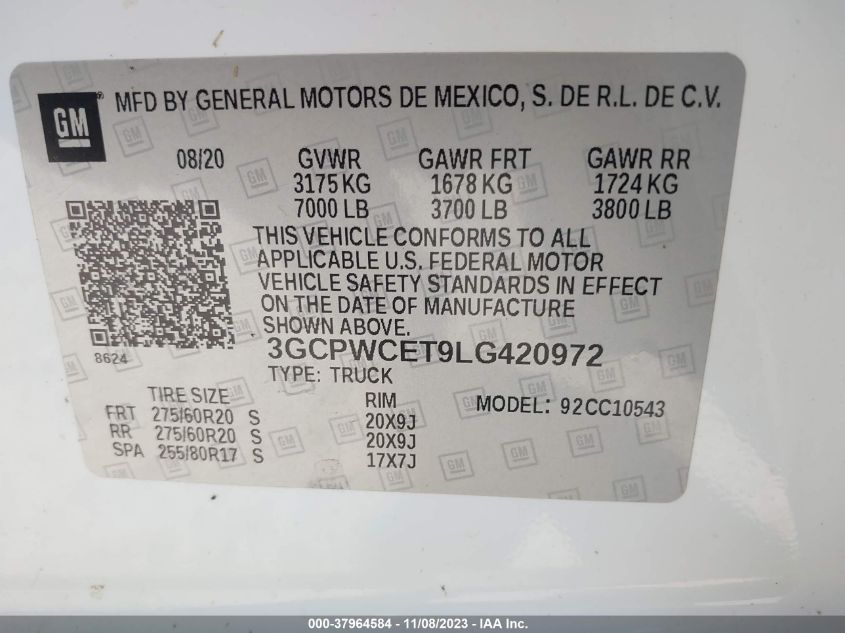 GM ® MFD BY GENERAL MOTORS DE MEXICO, S. DE R.L. DE C.V.
08/20 GVWR GAWR FRT GAWR RR
3175 KG 1678 KG 1724 KG
7000 LB 3700 LB 3800 LB
THIS VEHICLE CONFORMS TO ALL
APPLICABLE U.S. FEDERAL MOTOR
VEHICLE SAFETY STANDARDS IN EFFECT
ON THE DATE OF MANUFACTURE
SHOWN ABOVE.
8624
3GCPWCET9LG420972
TYPE: TRUCK
TIRE SIZE RIM MODEL: 92CC10543
FRT 275/60R20 S 20X9J
RR 275/60R20 S 20X9J
SPA 255/80R17 S 17X7J
000-37964584 - 11/08/2023 - IAA Inc.